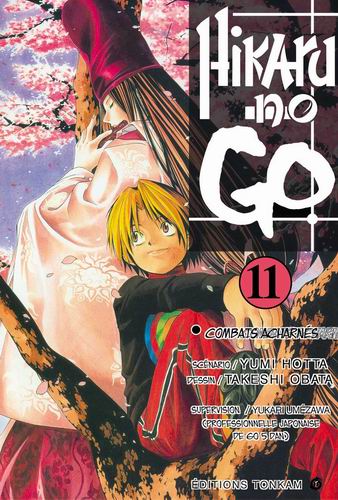 Hikaru
no
Go
11
• COMBATS ACHARNÉS
SCÉNARIO / YUMI HOTTA
DESSIN / TAKESHI OBATA
SUPERVISION / YUKARI UMEZAWA
(PROFESSIONNELLE JAPONAISE
DE GO 5 DAN)
ÉDITIONS TONKAM